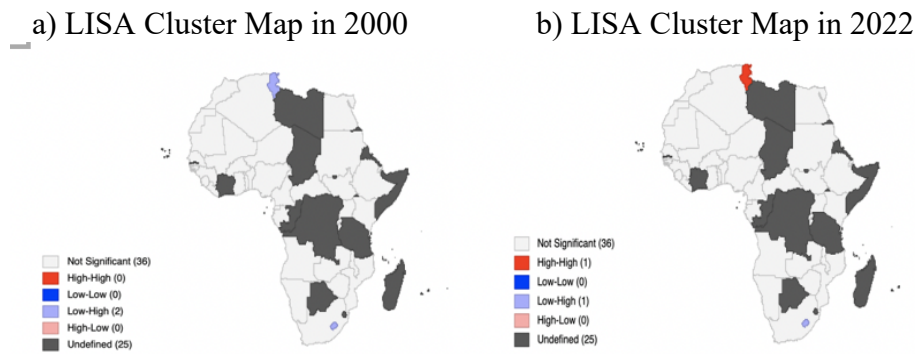 a) LISA Cluster Map in 2000
Not Significant (36)
High-High (0)
Low-Low (0)
Low-High (2)
High-Low (0)
Undefined (25)
b) LISA Cluster Map in 2022
Not Significant (36)
High-High (1)
Low-Low (0)
Low-High (1)
High-Low (0)
Undefined (25)